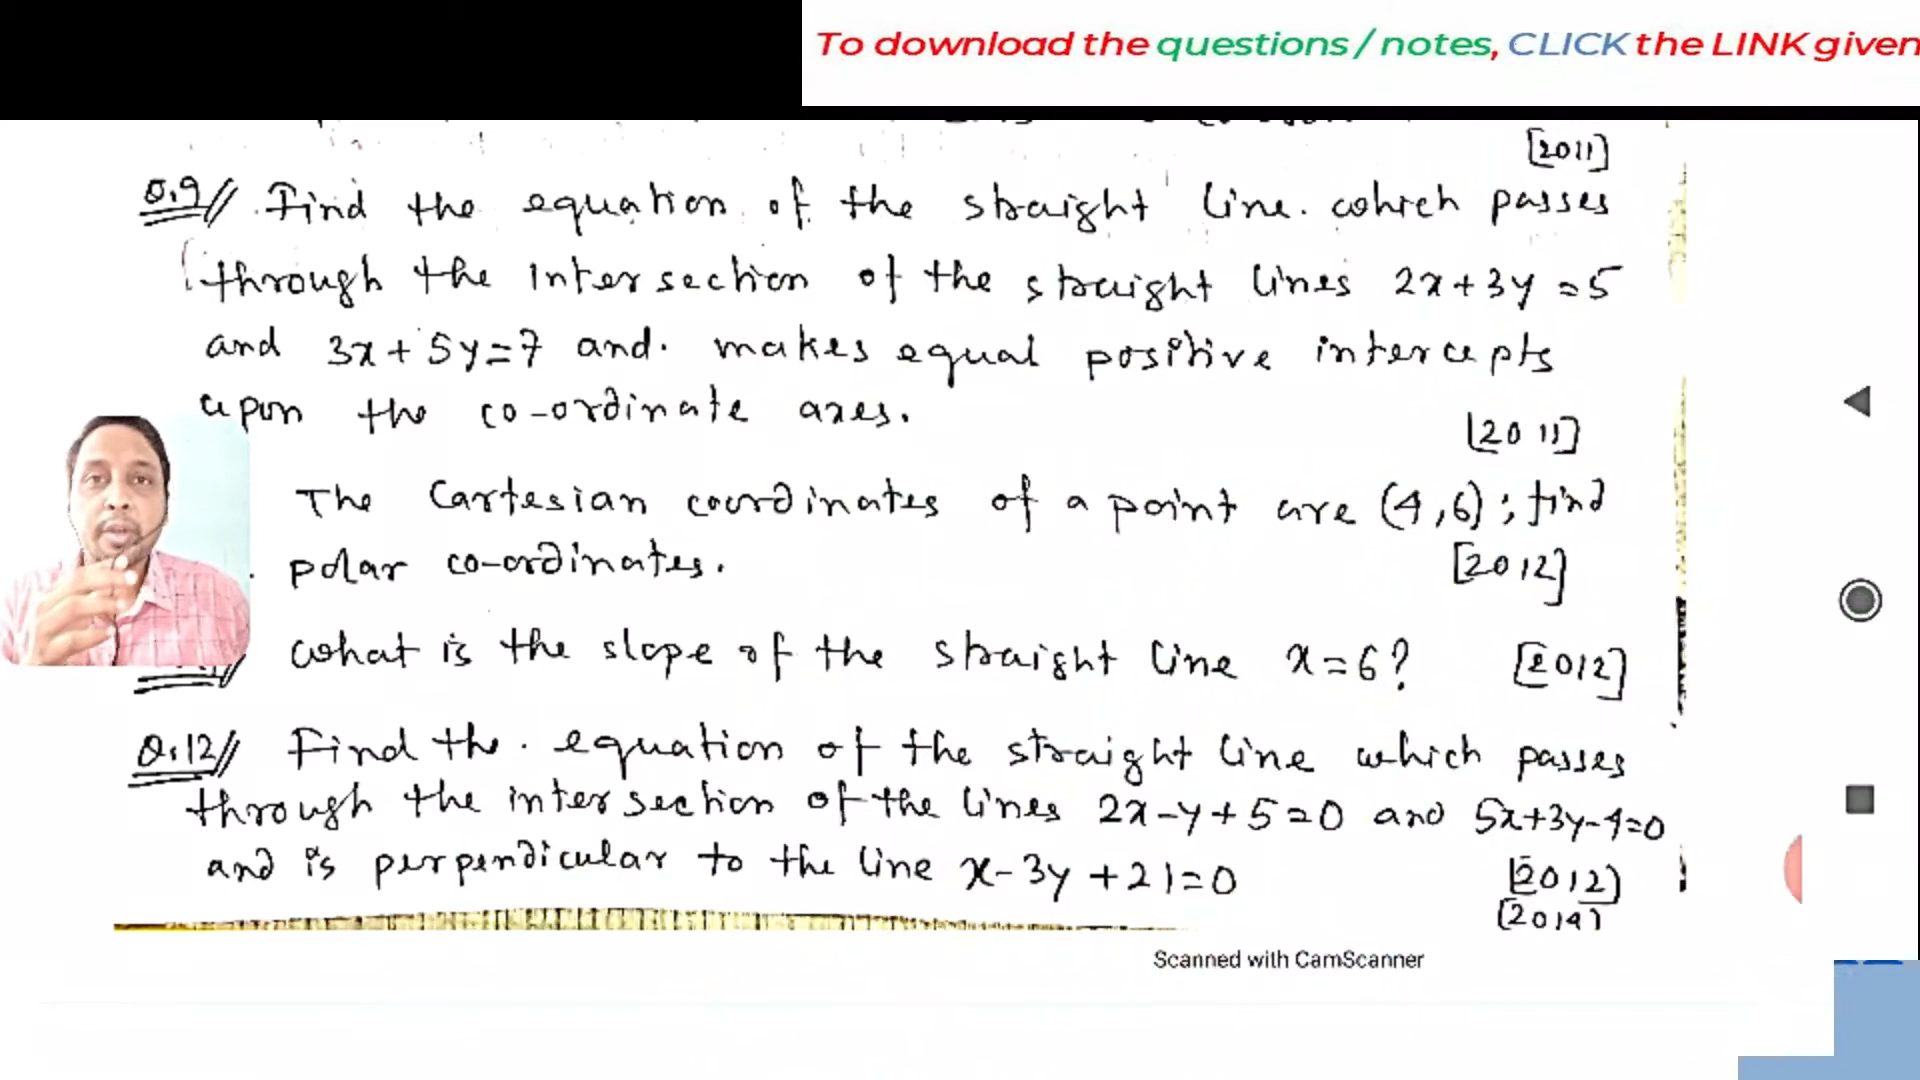 To download the questions / notes, CLICK the LINK given
[2011]
Q.9// Find the equation of the straight line which passes
through the intersection of the straight lines 2x+3y=5
and 3x+5y=7 and makes equal positive intercepts
upon the co-ordinate axes.
[2011]
The Cartesian coordinates of a point are (4,6); find
polar co-ordinates.
[2012]
What is the slope of the straight line x=6? [2012]
Q.12// Find the equation of the straight line which passes
through the intersection of the lines 2x-y+5=0 and 5x+3y-4=0
and is perpendicular to the line x-3y+21=0
[2012]
[2014]
Scanned with CamScanner